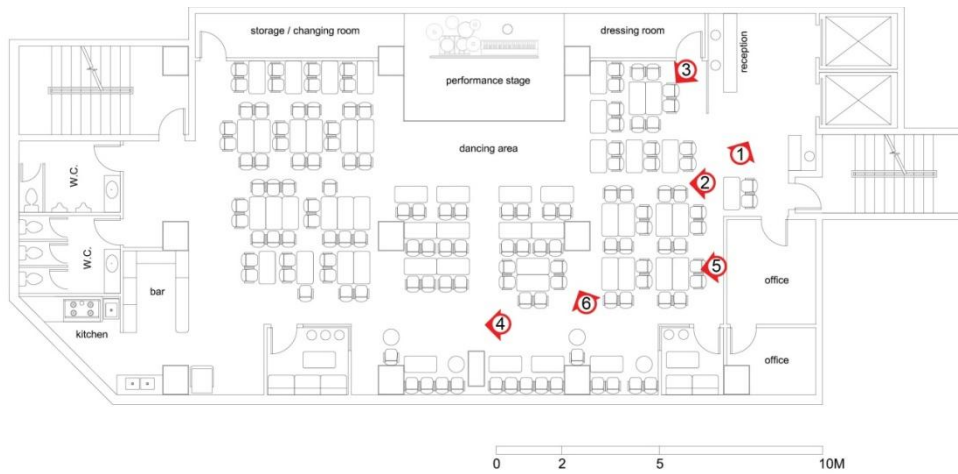 storage / changing room
dressing room
reception
performance stage
3
dancing area
1
2
W.C.
W.C.
5
office
bar
6
4
kitchen
office
0 2 5 10M